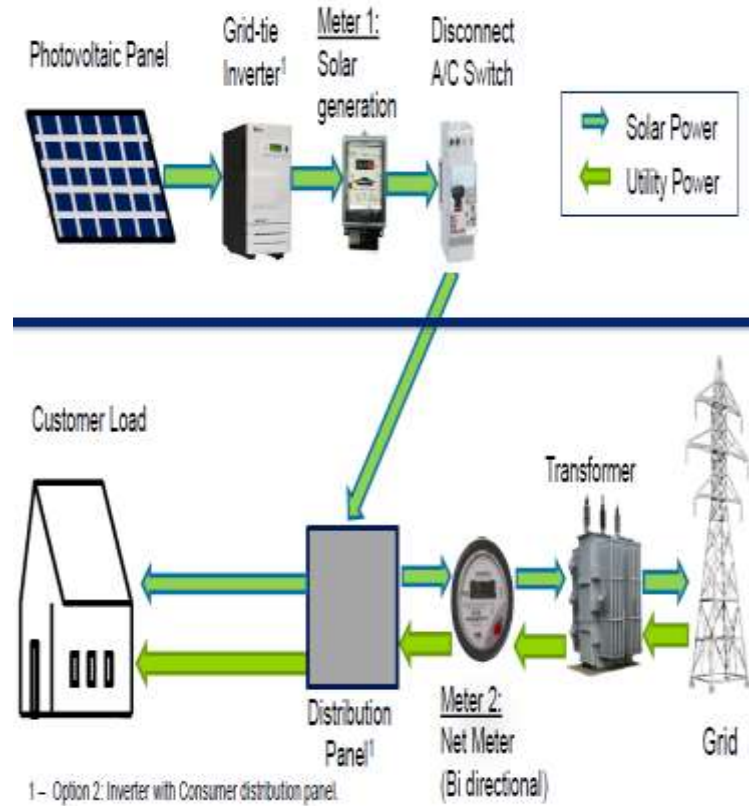 Photovoltaic Panel
Grid-tie
Inverter¹
Meter 1:
Solar
generation
Disconnect
A/C Switch
Solar Power
Utility Power
Customer Load
Transformer
Distribution
Panel¹
Meter 2:
Net Meter
(Bi directional)
Grid
1 – Option 2: Inverter with Consumer distribution panel.